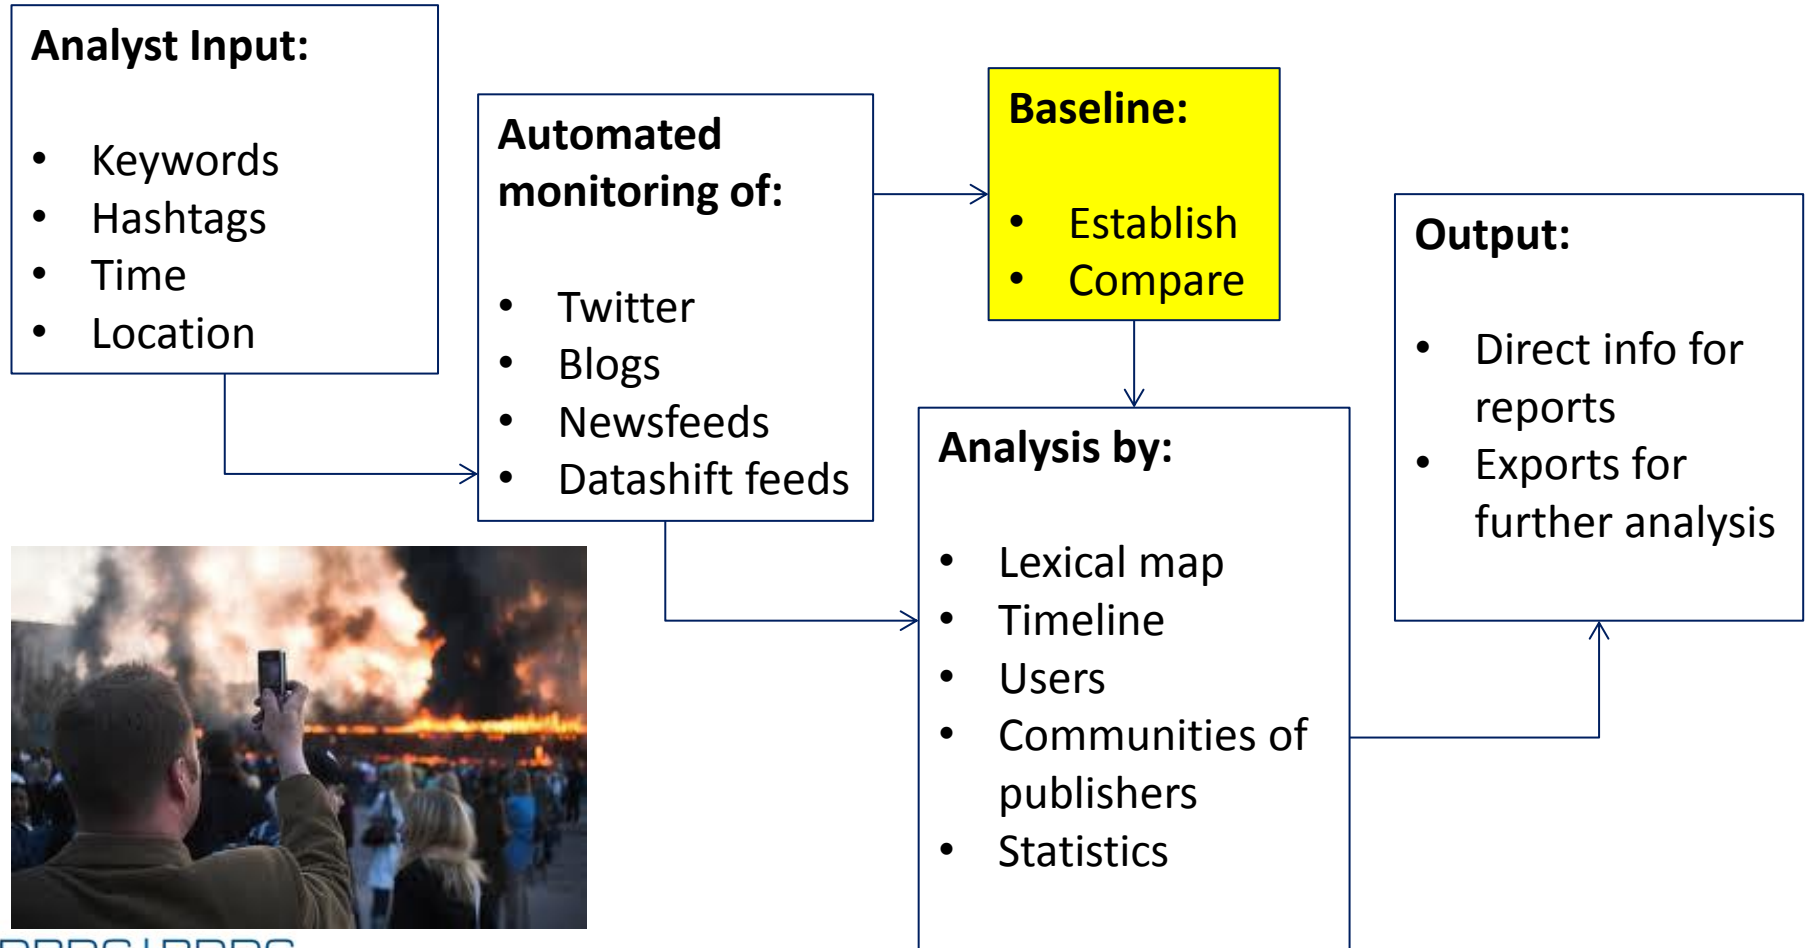 Analyst Input:
• Keywords
• Hashtags
• Time
• Location
Automated
monitoring of:
• Twitter
• Blogs
• Newsfeeds
• Datashift feeds
Baseline:
• Establish
• Compare
Analysis by:
• Lexical map
• Timeline
• Users
• Communities of
publishers
• Statistics
Output:
• Direct info for
reports
• Exports for
further analysis